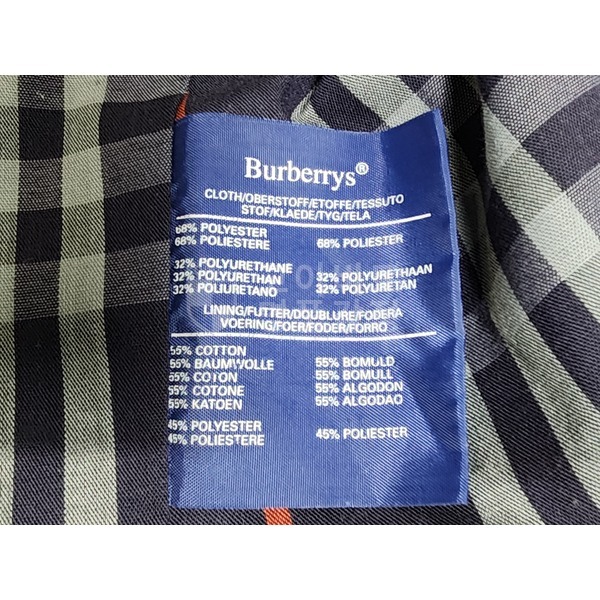 Burberrys®
CLOTH/OBERSTOFF/ETOFFE/TESSUTO
STOF/KLAEDE/TYG/TELA
68% POLYESTER
68% POLIESTERE 68% POLIESTER
32% POLYURETHANE
32% POLYURETHAN 32% POLYURETHAAN
32% POLIURETANO 32% POLYURETAN
LINING/FUTTER/DOUBLURE/FODERA
VOERING/FOER/FODER/FORRO
55% COTTON
55% BAUMWOLLE 55% BOMULD
55% COTON 55% BOMULL
55% COTONE 55% ALGODON
55% KATOEN 55% ALGODAO
45% POLYESTER
45% POLIESTERE 45% POLIESTER